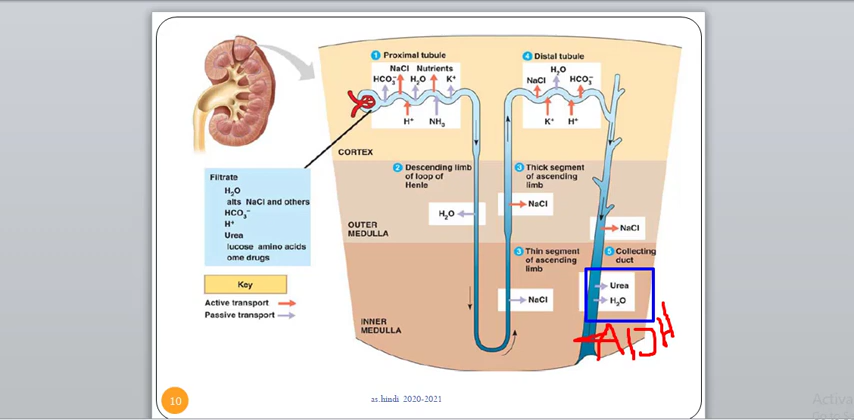 1 Proximal tubule
NaCl Nutrients
HCO3⁻ H2O K⁺
H⁺ NH3
4 Distal tubule
H2O
NaCl HCO3⁻
K⁺ H⁺
CORTEX
2 Descending limb
of loop of
Henle
3 Thick segment
of ascending
limb
Filtrate
H2O
alts NaCl and others
HCO3⁻
H⁺
Urea
lucose amino acids
ome drugs
H2O
NaCl
NaCl
OUTER
MEDULLA
3 Thin segment
of ascending
limb
5 Collecting
duct
Key
Active transport
Passive transport
NaCl
Urea
H2O
INNER
MEDULLA
ADH
10
as.hindi 2020-2021
Activa